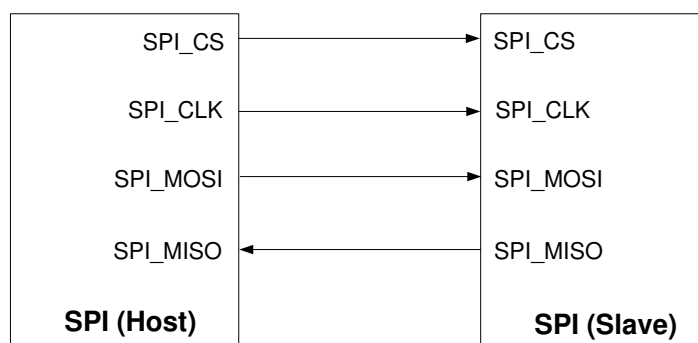 SPI_CS SPI_CS
SPI_CLK SPI_CLK
SPI_MOSI SPI_MOSI
SPI_MISO SPI_MISO
SPI (Host) SPI (Slave)